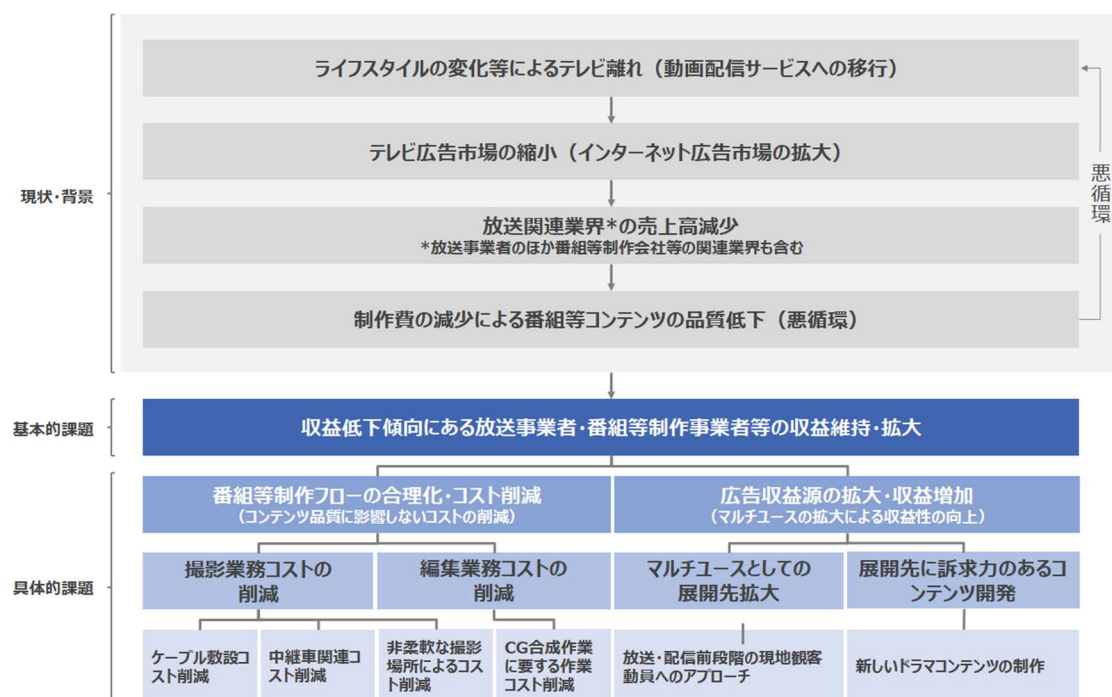 ライフスタイルの変化等によるテレビ離れ（動画配信サービスへの移行）
テレビ広告市場の縮小（インターネット広告市場の拡大）
現状・背景
悪循環
放送関連業界*の売上高減少
*放送事業者のほか番組等制作会社等の関連業界も含む
制作費の減少による番組等コンテンツの品質低下（悪循環）
基本的課題
収益低下傾向にある放送事業者・番組等制作事業者等の収益維持・拡大
番組等制作フローの合理化・コスト削減
（コンテンツ品質に影響しないコストの削減）
広告収益源の拡大・収益増加
（マルチユースの拡大による収益性の向上）
具体的課題
撮影業務コストの
削減
編集業務コストの
削減
マルチユースとしての
展開先拡大
展開先に訴求力のあるコ
ンテンツ開発
ケーブル敷設コ
スト削減
中継車関連コ
スト削減
非柔軟な撮影
場所によるコス
ト削減
CG合成作業
に要する作業
コスト削減
放送・配信前段階の現地観客
動員へのアプローチ
新しいドラマコンテンツの制作